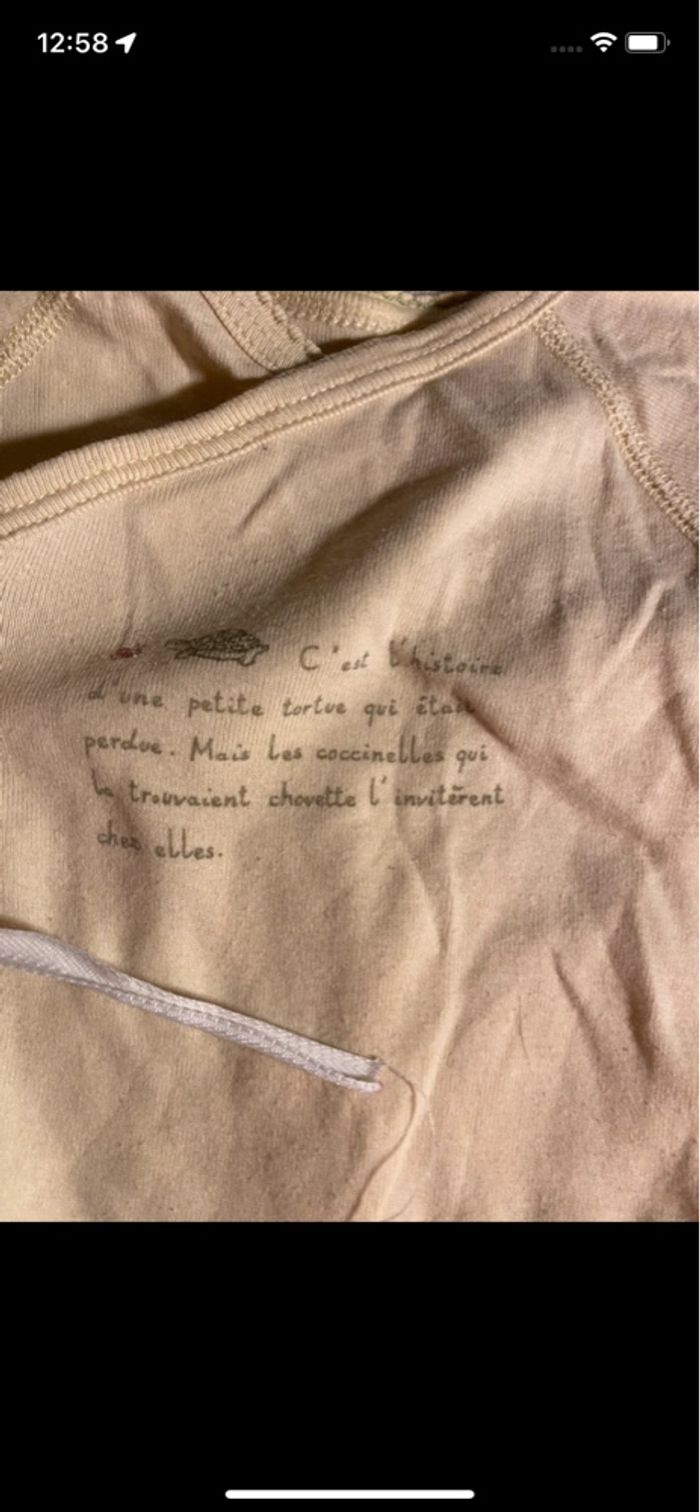 12:58
C'est l'histoire
d'une petite tortue qui étai
perdue. Mais les coccinelles qui
la trouvaient chouette l'invitèrent
chez elles.